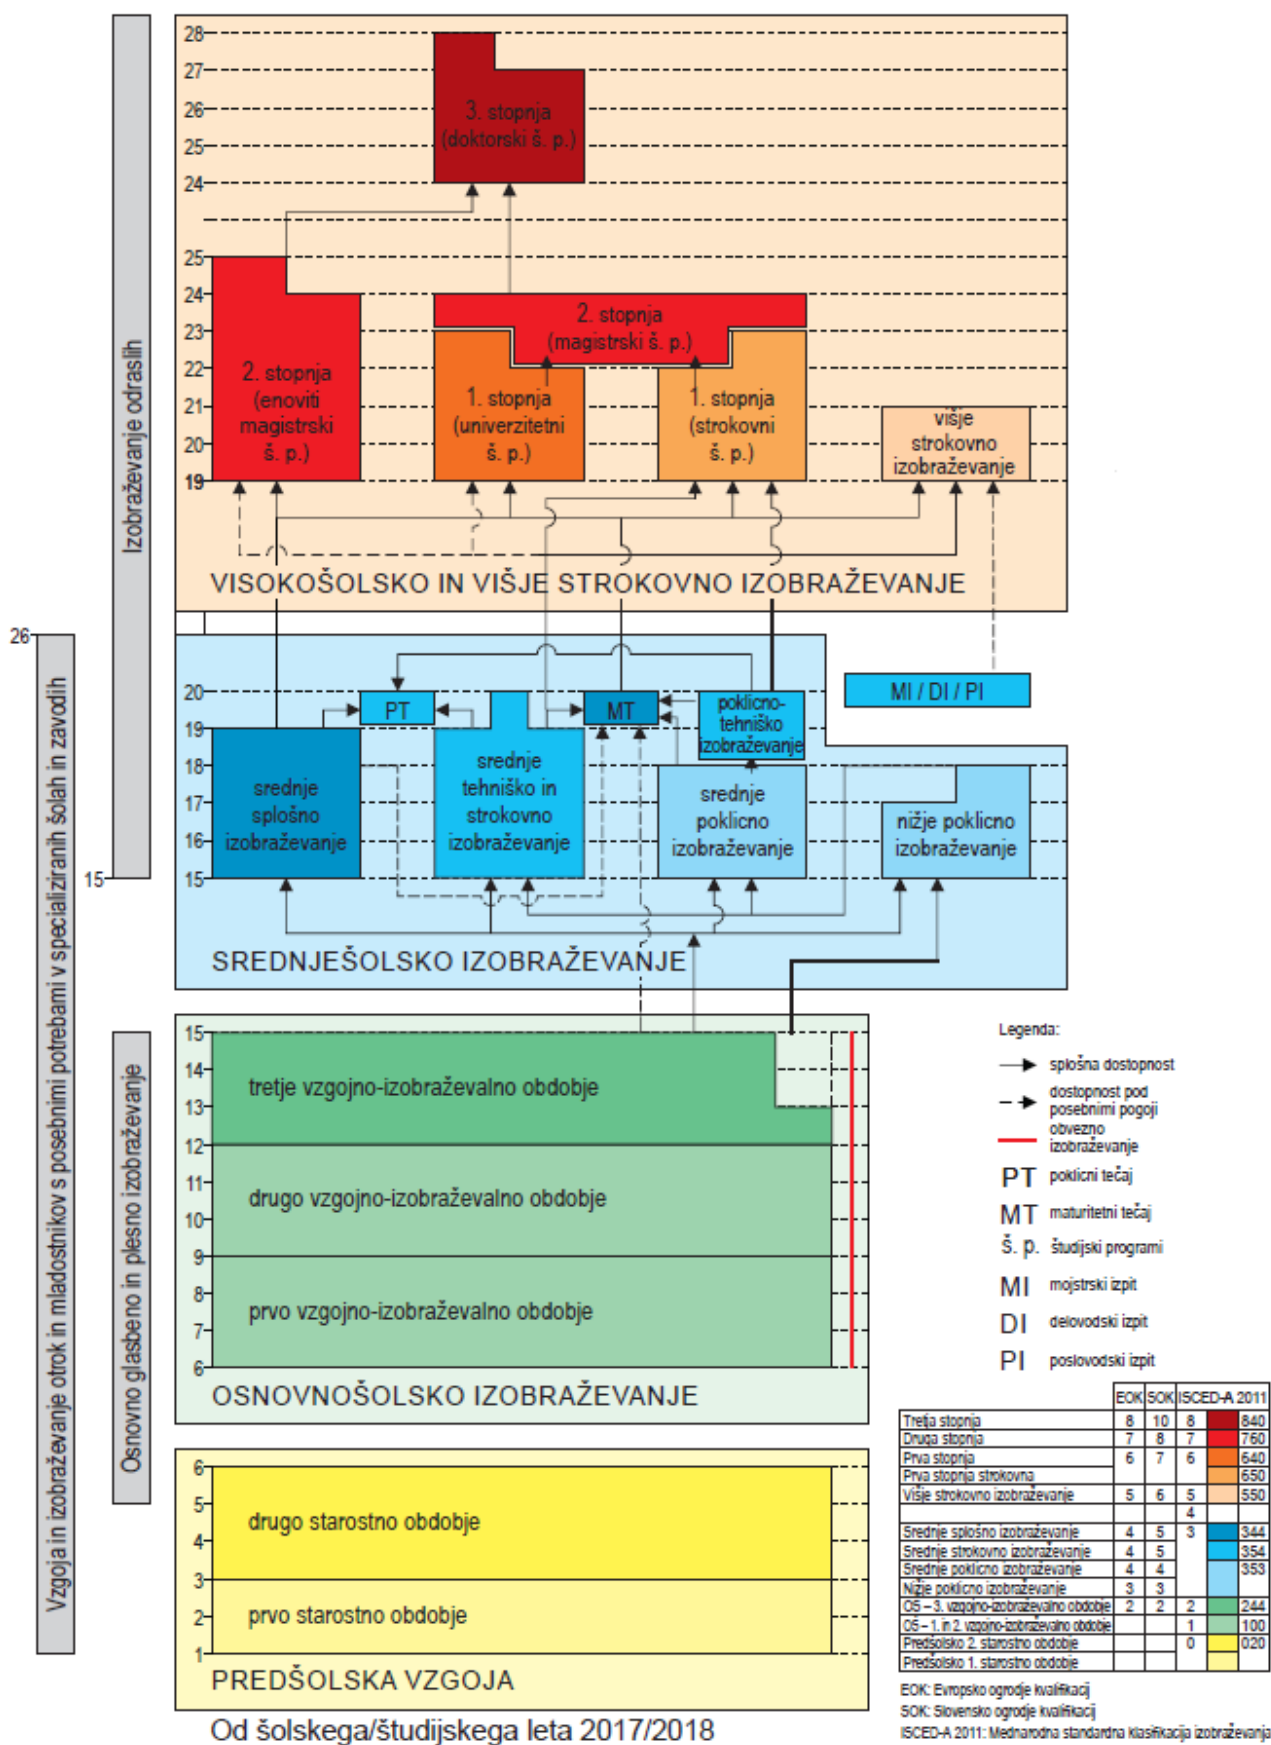 28
27
26
25
24
3. stopnja
(doktorski š. p.)
25
24
23
22
21
20
19
2. stopnja
(enoviti
magistrski
š. p.)
2. stopnja
(magistrski š. p.)
1. stopnja
(univerzitetni
š. p.)
1. stopnja
(strokovni
š. p.)
višje
strokovno
izobraževanje
VISOKOŠOLSKO IN VIŠJE STROKOVNO IZOBRAŽEVANJE
Izobraževanje odraslih
15
26
Vzgoja in izobraževanje otrok in mladostnikov s posebnimi potrebami v specializiranih šolah in zavodih
20
19
18
17
16
15
PT
MT
poklicno-
tehniško
izobraževanje
MI / DI / PI
srednje
splošno
izobraževanje
srednje
tehniško in
strokovno
izobraževanje
srednje
poklicno
izobraževanje
nižje poklicno
izobraževanje
SREDNJEŠOLSKO IZOBRAŽEVANJE
Osnovno glasbeno in plesno izobraževanje
15
14
13
12
11
10
9
8
7
6
tretje vzgojno-izobraževalno obdobje
drugo vzgojno-izobraževalno obdobje
prvo vzgojno-izobraževalno obdobje
OSNOVNOŠOLSKO IZOBRAŽEVANJE
6
5
4
3
2
1
drugo starostno obdobje
prvo starostno obdobje
PREDŠOLSKA VZGOJA
Od šolskega/študijskega leta 2017/2018
Legenda:
splošna dostopnost
dostopnost pod
posebnimi pogoji
obvezno
izobraževanje
PT poklicni tečaj
MT maturitetni tečaj
š. p. študijski programi
MI mojstrski izpit
DI delovodski izpit
PI poslovodski izpit
EOK SOK ISCED-A 2011
Tretja stopnja 8 10 8 840
Druga stopnja 7 8 7 760
Prva stopnja 6 7 6 640
Prva stopnja strokovna 650
Višje strokovno izobraževanje 5 6 5 550
4
Srednje splošno izobraževanje 4 5 3 344
Srednje strokovno izobraževanje 4 5 354
Srednje poklicno izobraževanje 4 4 353
Nižje poklicno izobraževanje 3 3
OŠ – 3. vzgojno-izobraževalno obdobje 2 2 2 244
OŠ – 1. in 2. vzgojno-izobraževalno obdobje 1 100
Predšolsko 2. starostno obdobje 0 020
Predšolsko 1. starostno obdobje
EOK: Evropsko ogrodje kvalifikacij
SOK: Slovensko ogrodje kvalifikacij
ISCED-A 2011: Mednarodna standardna klasifikacija izobraževanja